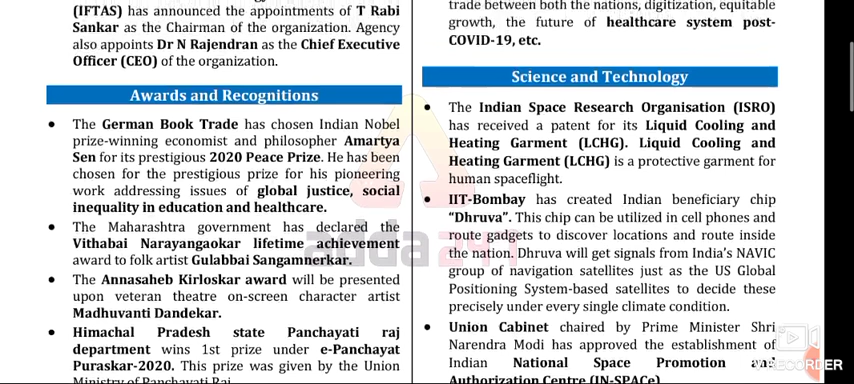 (IFTAS) has announced the appointments of T Rabi
Sankar as the Chairman of the organization. Agency
also appoints Dr N Rajendran as the Chief Executive
Officer (CEO) of the organization.
Awards and Recognitions
● The German Book Trade has chosen Indian Nobel
prize-winning economist and philosopher Amartya
Sen for its prestigious 2020 Peace Prize. He has been
chosen for the prestigious prize for his pioneering
work addressing issues of global justice, social
inequality in education and healthcare.
● The Maharashtra government has declared the
Vithabai Narayangaokar lifetime achievement
award to folk artist Gulabbai Sangamnerkar.
● The Annasaheb Kirloskar award will be presented
upon veteran theatre on-screen character artist
Madhuvanti Dandekar.
● Himachal Pradesh state Panchayati raj
department wins 1st prize under e-Panchayat
Puraskar-2020. This prize was given by the Union
Ministry of Panchayati Raj.
trade between both the nations, digitization, equitable
growth, the future of healthcare system post-
COVID-19, etc.
Science and Technology
● The Indian Space Research Organisation (ISRO)
has received a patent for its Liquid Cooling and
Heating Garment (LCHG). Liquid Cooling and
Heating Garment (LCHG) is a protective garment for
human spaceflight.
● IIT-Bombay has created Indian beneficiary chip
“Dhruva”. This chip can be utilized in cell phones and
route gadgets to discover locations and route inside
the nation. Dhruva will get signals from India's NAVIC
group of navigation satellites just as the US Global
Positioning System-based satellites to decide these
precisely under every single climate condition.
● Union Cabinet chaired by Prime Minister Shri
Narendra Modi has approved the establishment of
Indian National Space Promotion and
Authorization Centre (IN-SPACe)
adda241
RECORDER